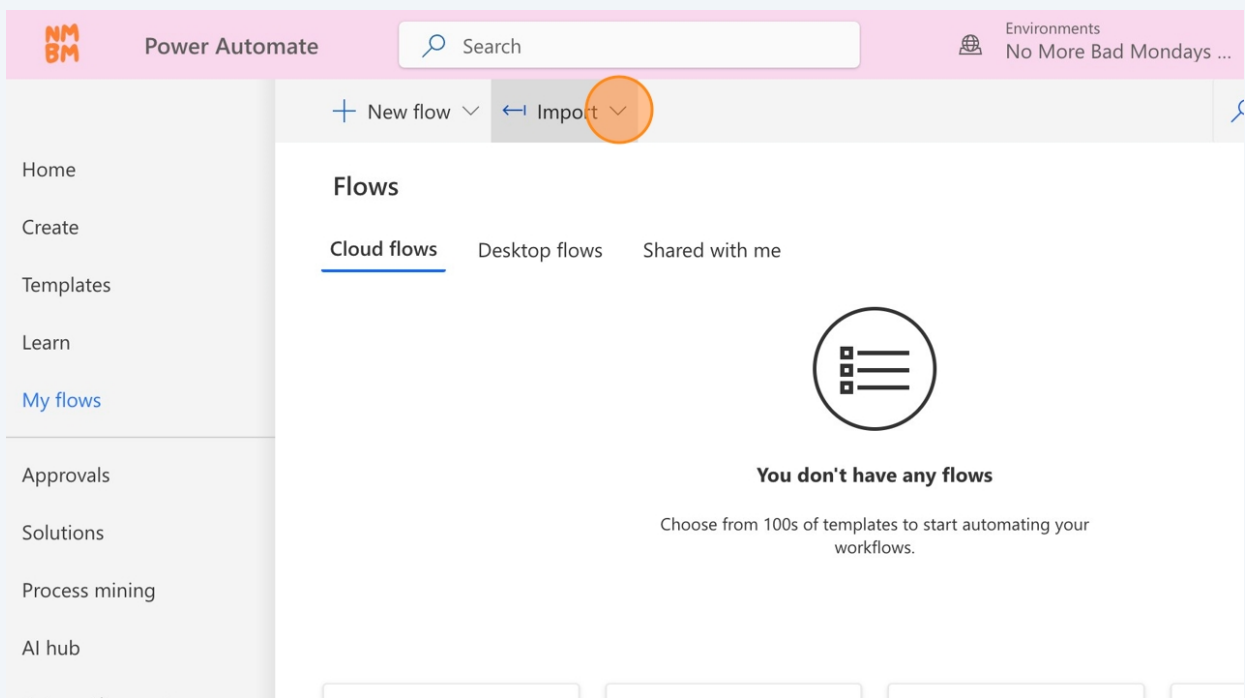 NM
BM
Power Automate
Search
Environments
No More Bad Mondays ...
New flow
Import
Home
Create
Templates
Learn
My flows
Approvals
Solutions
Process mining
AI hub
Flows
Cloud flows
Desktop flows
Shared with me
You don't have any flows
Choose from 100s of templates to start automating your
workflows.